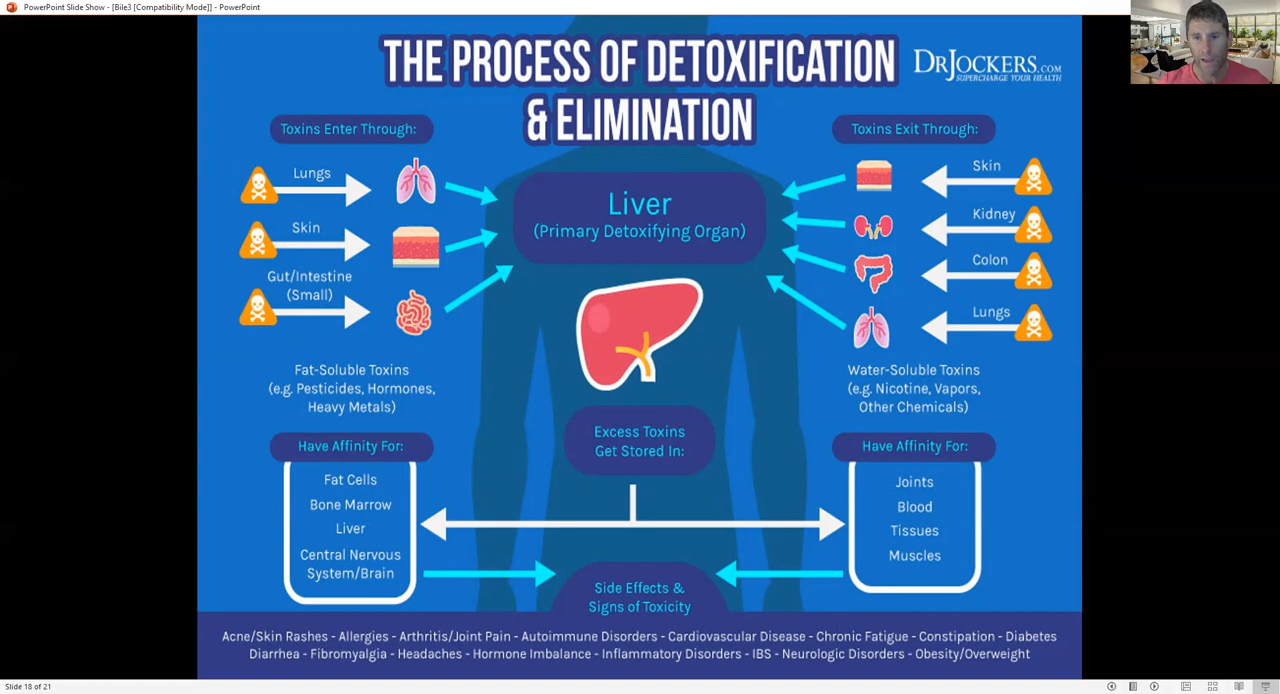 PowerPoint Slide Show - [Bile3 [Compatibility Mode]] - PowerPoint
THE PROCESS OF DETOXIFICATION
& ELIMINATION
DRJOCKERS.COM
SUPERCHARGE YOUR HEALTH
Toxins Enter Through:
Lungs
Skin
Gut/Intestine
(Small)
Liver
(Primary Detoxifying Organ)
Toxins Exit Through:
Skin
Kidney
Colon
Lungs
Fat-Soluble Toxins
(e.g. Pesticides, Hormones,
Heavy Metals)
Water-Soluble Toxins
(e.g. Nicotine, Vapors,
Other Chemicals)
Have Affinity For:
Fat Cells
Bone Marrow
Liver
Central Nervous
System/Brain
Excess Toxins
Get Stored In:
Have Affinity For:
Joints
Blood
Tissues
Muscles
Side Effects &
Signs of Toxicity
Acne/Skin Rashes - Allergies - Arthritis/Joint Pain - Autoimmune Disorders - Cardiovascular Disease - Chronic Fatigue - Constipation - Diabetes
Diarrhea - Fibromyalgia - Headaches - Hormone Imbalance - Inflammatory Disorders - IBS - Neurologic Disorders - Obesity/Overweight
Slide 18 of 21